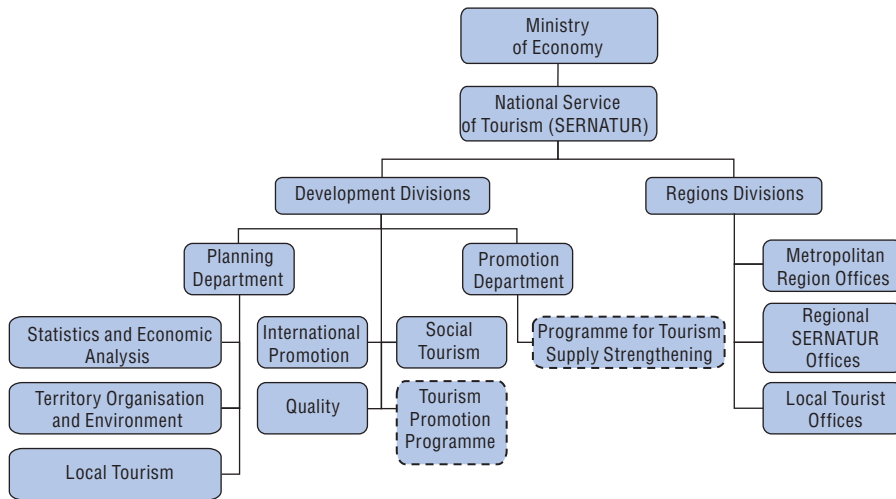 Ministry
of Economy
National Service
of Tourism (SERNATUR)
Development Divisions
Regions Divisions
Planning
Department
Promotion
Department
Metropolitan
Region Offices
Statistics and Economic
Analysis
International
Promotion
Social
Tourism
Programme for Tourism
Supply Strengthening
Regional
SERNATUR
Offices
Territory Organisation
and Environment
Quality
Tourism
Promotion
Programme
Local Tourist
Offices
Local Tourism